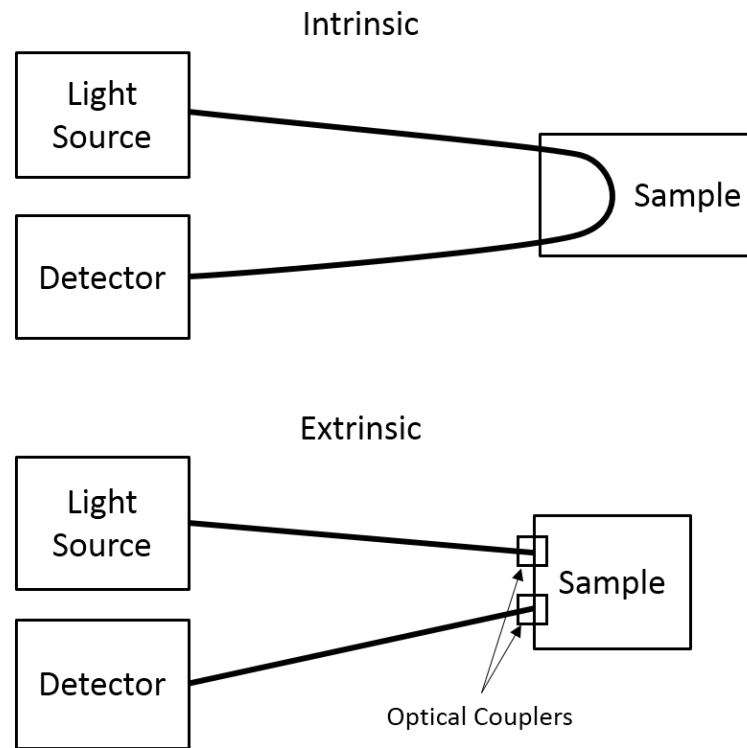 Intrinsic
Light
Source
Sample
Detector
Extrinsic
Light
Source
Sample
Detector
Optical Couplers